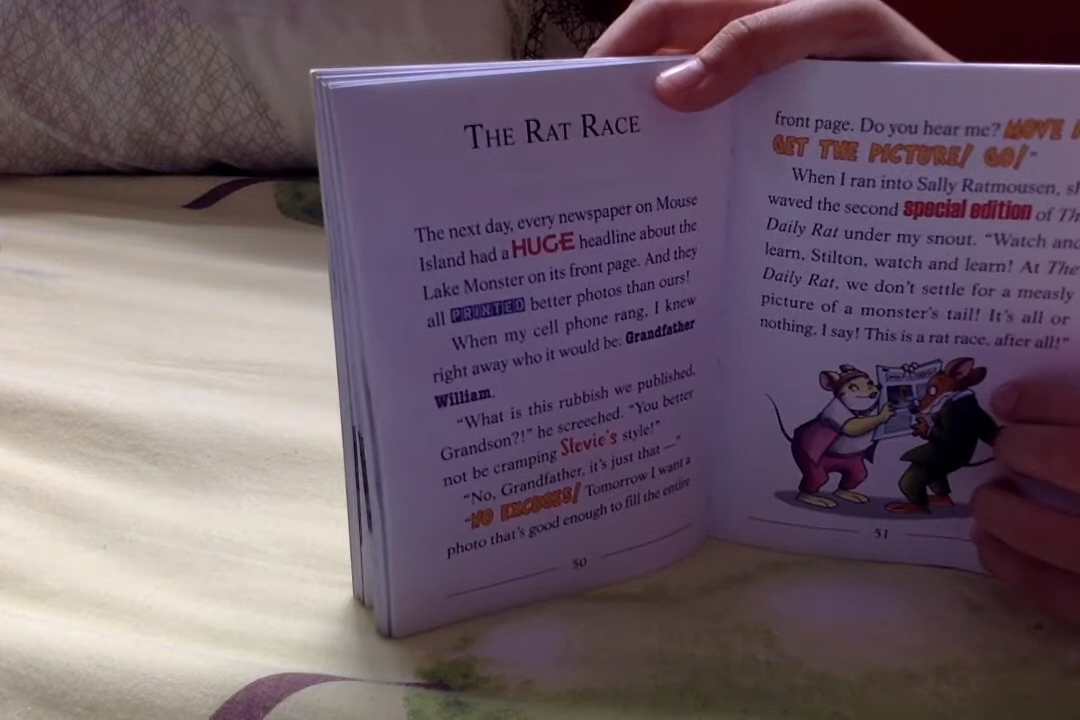 THE RAT RACE
The next day, every newspaper on Mouse
Island had a HUGE headline about the
Lake Monster on its front page. And they
all PRINTED better photos than ours!
When my cell phone rang, I knew
right away who it would be: Grandfather
William.
"What is this rubbish we published,
Grandson?!" he screeched. "You better
not be cramping Stevie's style!"
"No, Grandfather, it's just that —"
"NO EXCUSES! Tomorrow I want a
photo that's good enough to fill the entire
50
front page. Do you hear me? MOVE
GET THE PICTURE! GO!"
When I ran into Sally Ratmousen,
waved the second special edition of
Daily Rat under my snout. "Watch and
learn, Stilton, watch and learn! At The
Daily Rat, we don't settle for a measly
picture of a monster's tail! It's all or
nothing, I say! This is a rat race, after all!"
51